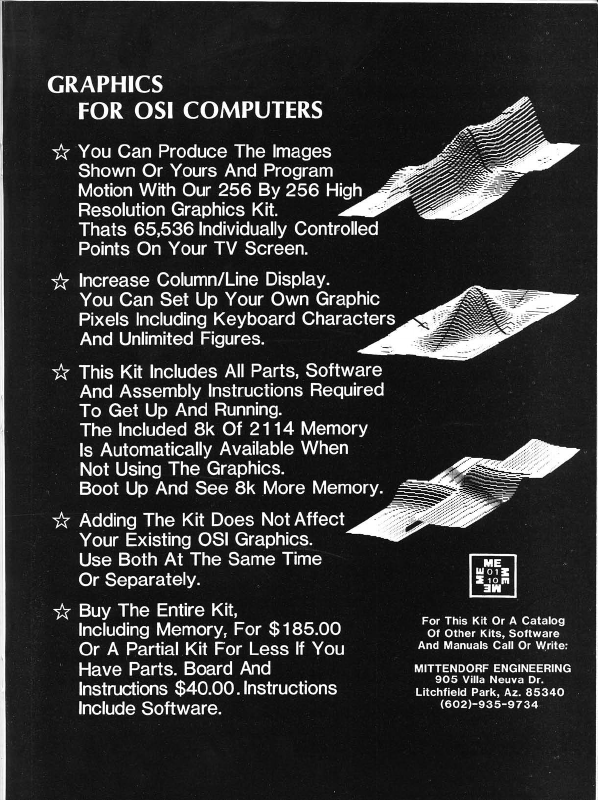 GRAPHICS
FOR OSI COMPUTERS
☆ You Can Produce The Images
Shown Or Yours And Program
Motion With Our 256 By 256 High
Resolution Graphics Kit.
Thats 65,536 Individually Controlled
Points On Your TV Screen.
☆ Increase Column/Line Display.
You Can Set Up Your Own Graphic
Pixels Including Keyboard Characters
And Unlimited Figures.
☆ This Kit Includes All Parts, Software
And Assembly Instructions Required
To Get Up And Running.
The Included 8k Of 2114 Memory
Is Automatically Available When
Not Using The Graphics.
Boot Up And See 8k More Memory.
☆ Adding The Kit Does Not Affect
Your Existing OSI Graphics.
Use Both At The Same Time
Or Separately.
☆ Buy The Entire Kit,
Including Memory, For $185.00
Or A Partial Kit For Less If You
Have Parts. Board And
Instructions $40.00. Instructions
Include Software.
ME
ME 01 ME
ME 10 ME
ME
For This Kit Or A Catalog
Of Other Kits, Software
And Manuals Call Or Write:
MITTENDORF ENGINEERING
905 Villa Neuva Dr.
Litchfield Park, Az. 85340
(602)-935-9734